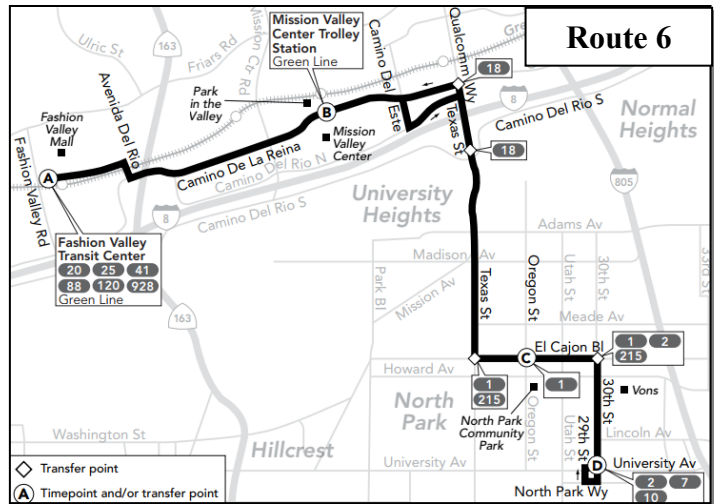 Route 6
Mission Valley
Center Trolley
Station
Green Line
Ulric St
163
Friars Rd
Mission Ctr Rd
Camino Del
Este
Qualcomm Wy
Gre
18
Avenida Del Rio
Park
in the
Valley
B
Mission
Valley
Center
8
Camino Del Rio S
Normal
Heights
Fashion
Valley
Mall
Fashion Valley Rd
A
Camino De La Reina
Camino Del Rio N
Texas St
18
8
Camino Del Rio S
University
Heights
805
Fashion Valley
Transit Center
20 25 41
88 120 928
Green Line
163
Adams Av
Madison Av
Mission Av
Park Bl
Texas St
Oregon St
Utah St
30th St
33rd St
Meade Av
El Cajon Bl
1 2
215
Howard Av
C
1
215
1
North
Park
North Park
Community
Park
Oregon St
Utah St
29th St
30th St
Vons
Lincoln Av
Washington St
Hillcrest
University Av
D
University Av
North Park Wy
2 7
10
Transfer point
A Timepoint and/or transfer point